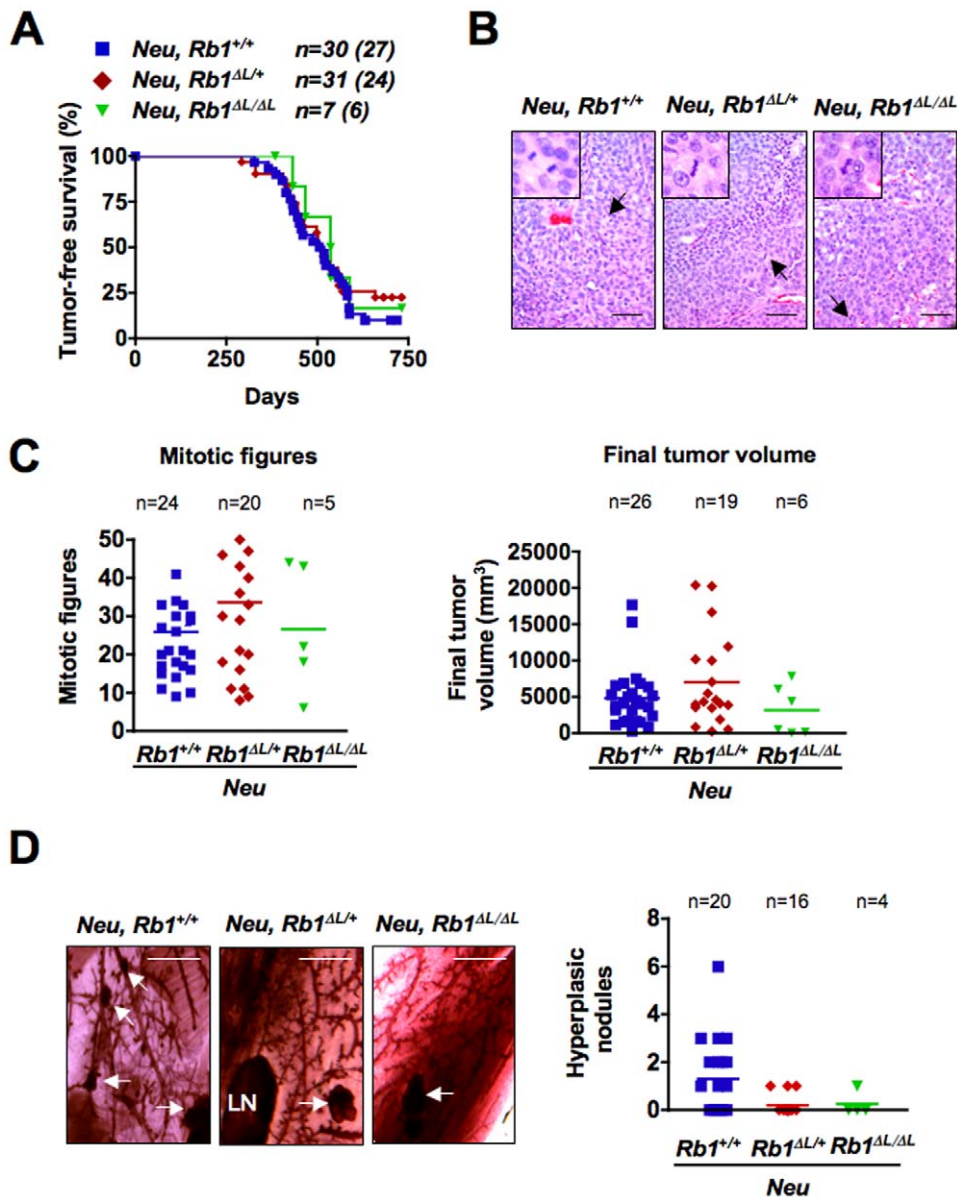 A
Neu, Rb1+/+ n=30 (27)
Neu, Rb1ΔL/+ n=31 (24)
Neu, Rb1ΔL/ΔL n=7 (6)
Tumor-free survival (%)
100
75
50
25
0
0 250 500 750
Days
B
Neu, Rb1+/+ Neu, Rb1ΔL/+ Neu, Rb1ΔL/ΔL
C
Mitotic figures
n=24 n=20 n=5
Mitotic figures
50
40
30
20
10
0
Rb1+/+ Rb1ΔL/+ Rb1ΔL/ΔL
Neu
Final tumor volume
n=26 n=19 n=6
Final tumor
volume (mm3)
25000
20000
15000
10000
5000
0
Rb1+/+ Rb1ΔL/+ Rb1ΔL/ΔL
Neu
D
Neu, Rb1+/+ Neu, Rb1ΔL/+ Neu, Rb1ΔL/ΔL
LN
n=20 n=16 n=4
Hyperplasic
nodules
8
6
4
2
0
Rb1+/+ Rb1ΔL/+ Rb1ΔL/ΔL
Neu